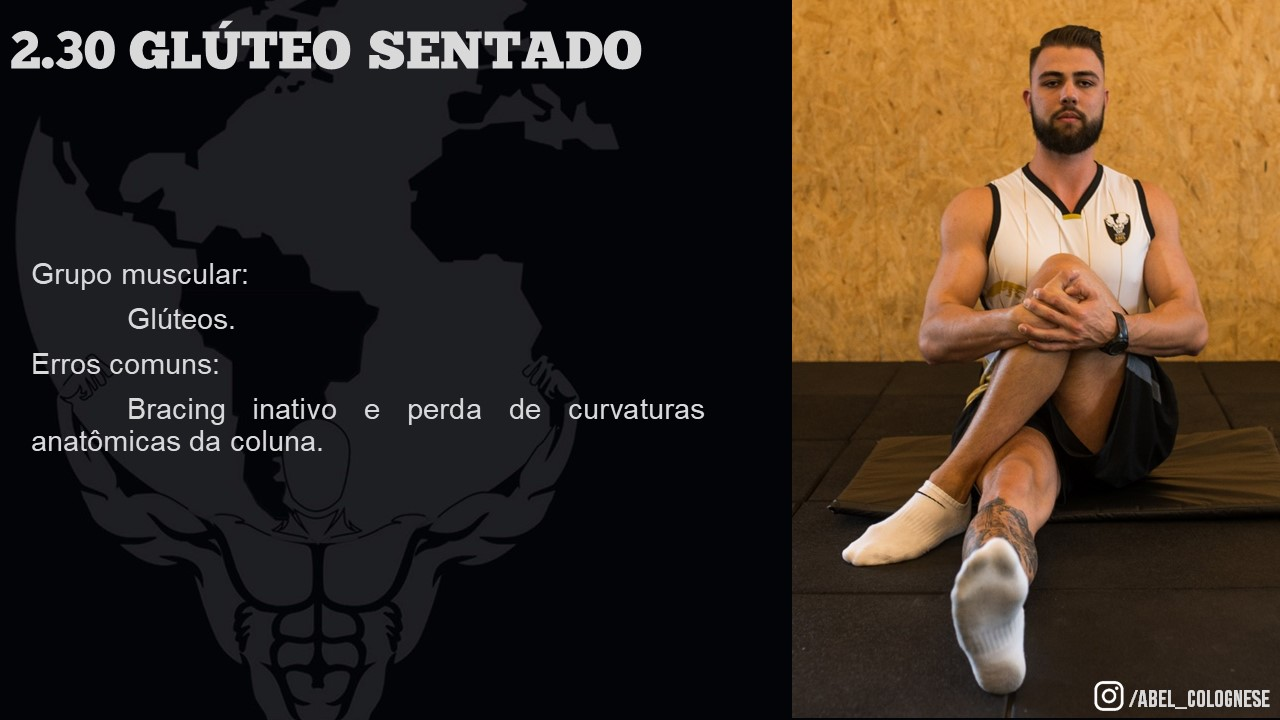 2.30 GLÚTEO SENTADO
Grupo muscular:
Glúteos.
Erros comuns:
Bracing inativo e perda de curvaturas
anatômicas da coluna.
/ABEL_COLOGNESE